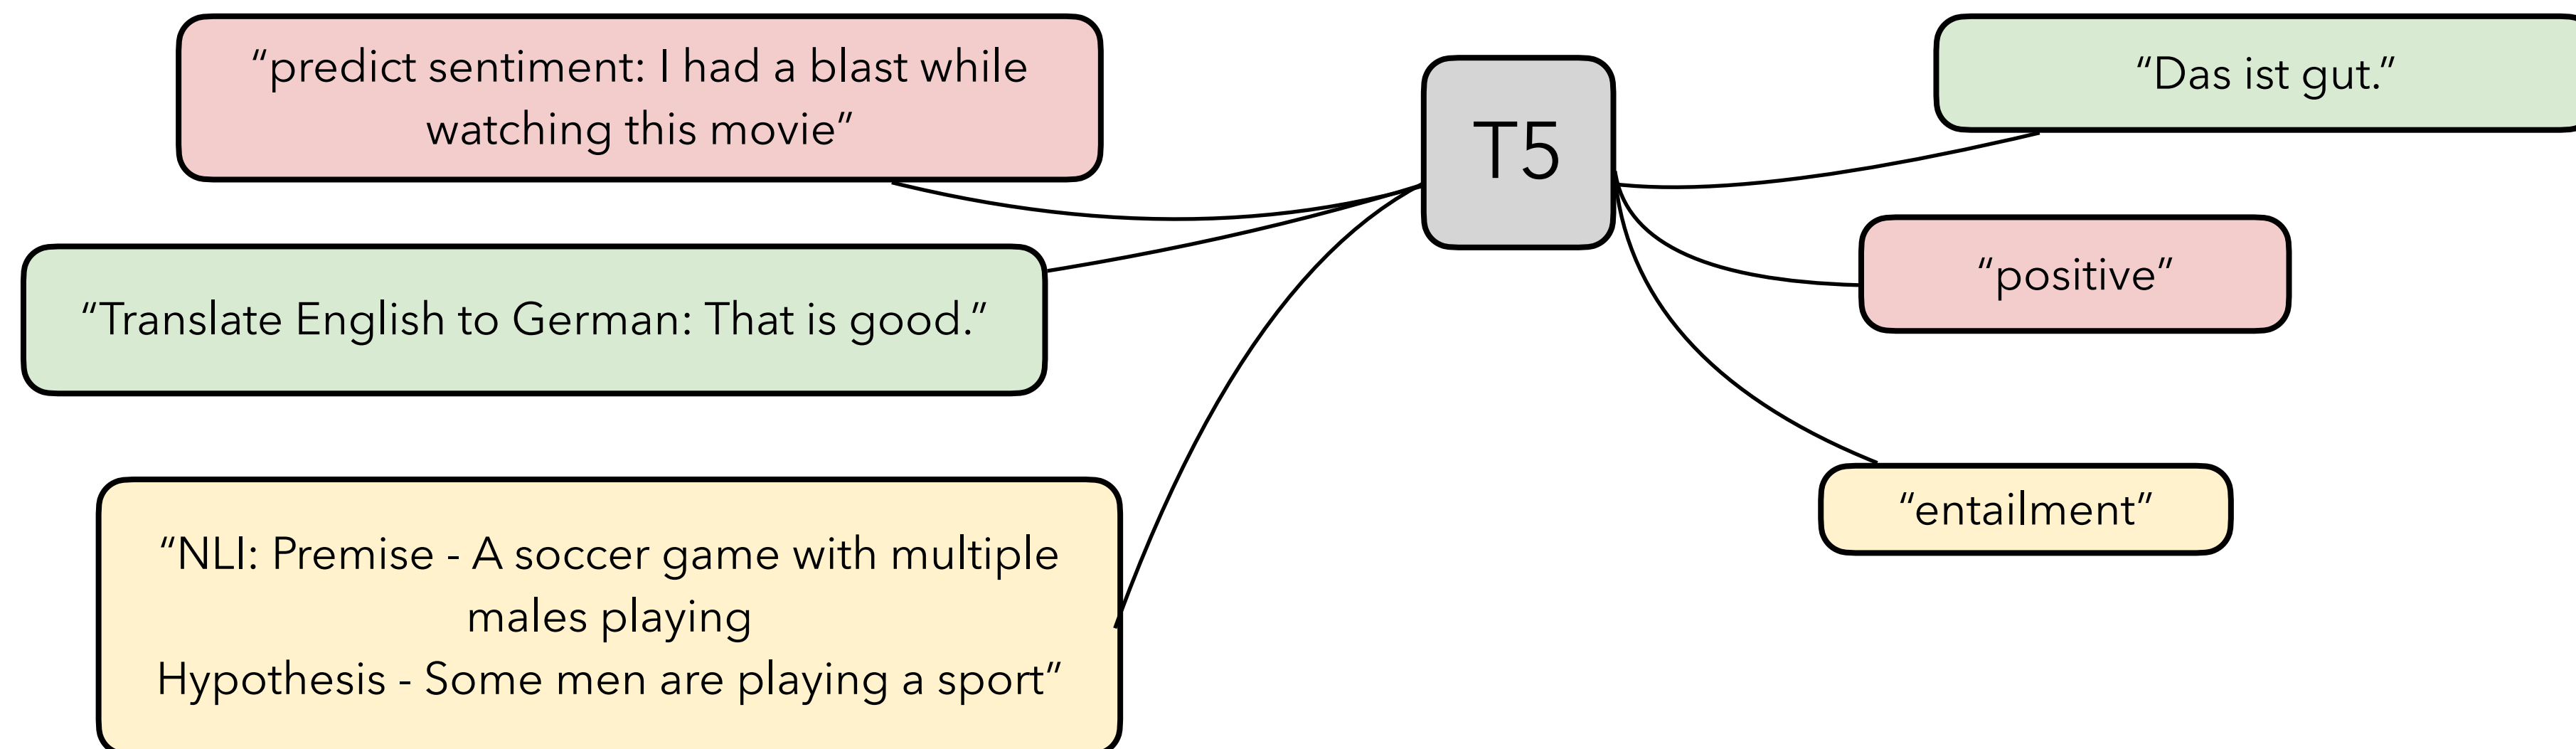 “predict sentiment: I had a blast while
watching this movie”
“Translate English to German: That is good.”
“NLI: Premise - A soccer game with multiple
males playing
Hypothesis - Some men are playing a sport”
T5
“Das ist gut.”
“positive”
“entailment”